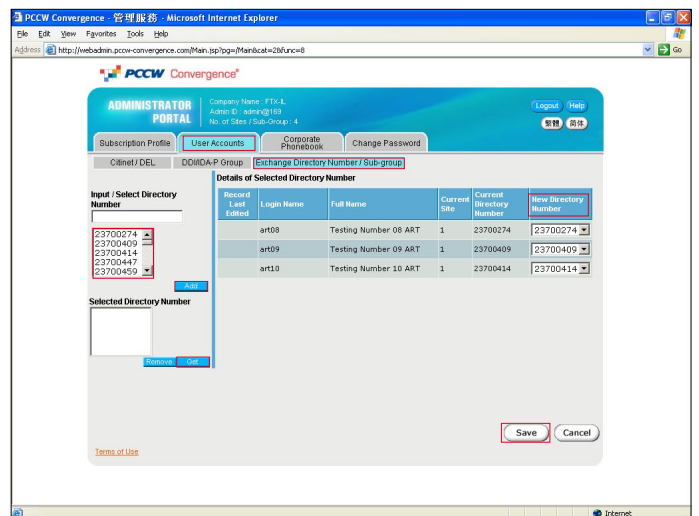 PCCW Convergence - 管理服務 - Microsoft Internet Explorer
File Edit View Favorites Tools Help
Address http://webadmin.pccw-convergence.com/Main.jsp?pg=/Main&cat=28&func=8 Go
PCCW Convergence
ADMINISTRATOR PORTAL
Company Name : FTX-IL
Admin ID : admin@169
No. of Sites / Sub-Group : 4
Logout Help
繁體 简体
Subscription Profile User Accounts Corporate Phonebook Change Password
Citinet / DEL DDI/IDA-P Group Exchange Directory Number / Sub-group
Details of Selected Directory Number
Input / Select Directory Number
23700274
23700409
23700414
23700447
23700459
Add
Selected Directory Number
Remove Get
Record Last Edited Login Name Full Name Current Site Current Directory Number New Directory Number
art08 Testing Number 08 ART 1 23700274 23700274
art09 Testing Number 09 ART 1 23700409 23700409
art10 Testing Number 10 ART 1 23700414 23700414
Save Cancel
Terms of Use
Internet